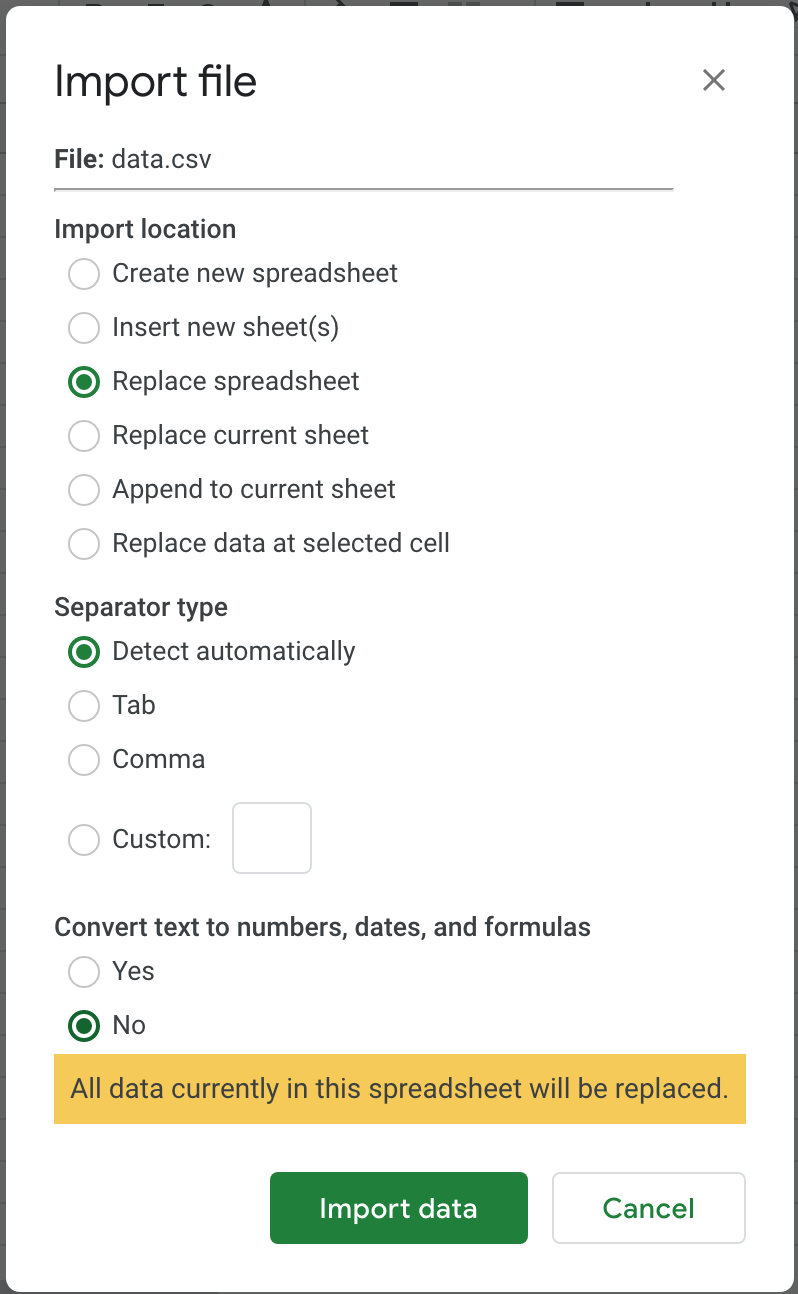 Import file
File: data.csv
Import location
Create new spreadsheet
Insert new sheet(s)
Replace spreadsheet
Replace current sheet
Append to current sheet
Replace data at selected cell
Separator type
Detect automatically
Tab
Comma
Custom:
Convert text to numbers, dates, and formulas
Yes
No
All data currently in this spreadsheet will be replaced.
Import data Cancel